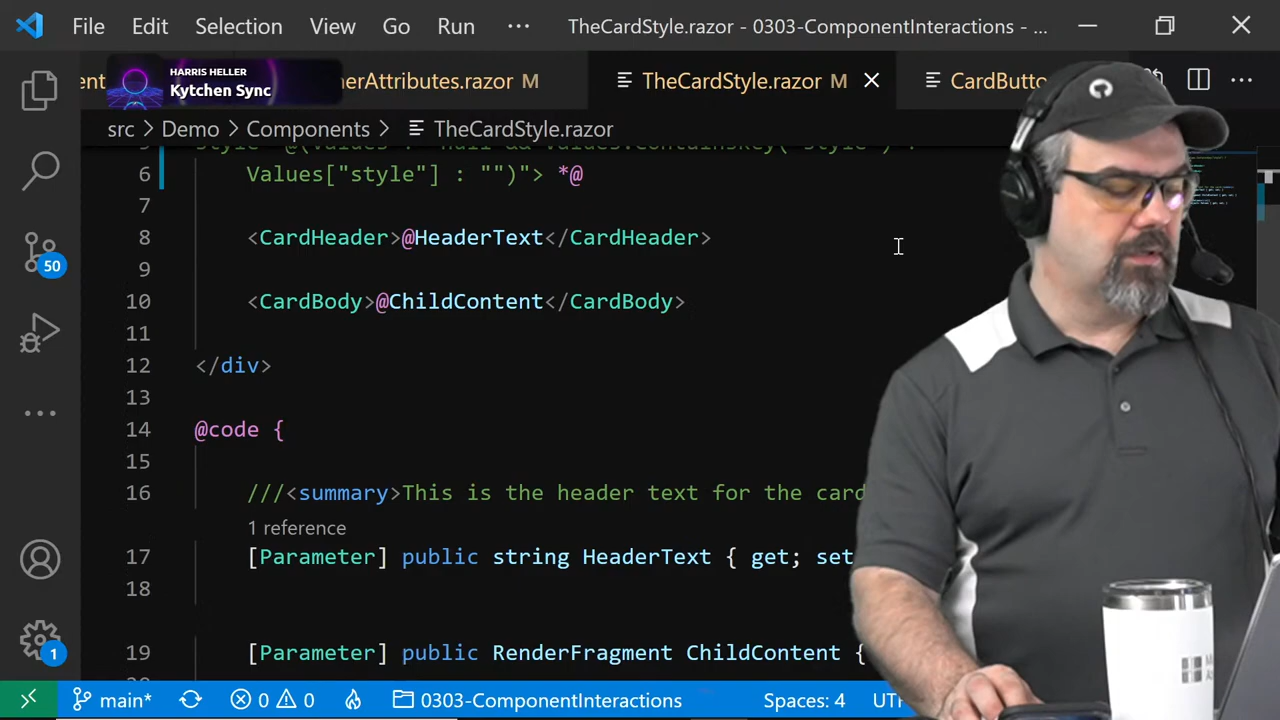 File Edit Selection View Go Run ··· TheCardStyle.razor - 0303-ComponentInteractions - ...
ent
HARRIS HELLER
Kytchen Sync
nerAttributes.razor M
TheCardStyle.razor M
CardButto
src > Demo > Components > TheCardStyle.razor
6 Values["style"] : "")"> *@
7
8 <CardHeader>@HeaderText</CardHeader>
9
10 <CardBody>@ChildContent</CardBody>
11
12 </div>
13
14 @code {
15
16 ///<summary>This is the header text for the card
1 reference
17 [Parameter] public string HeaderText { get; set
18
19 [Parameter] public RenderFragment ChildContent {
50
1
main* 0 0 0303-ComponentInteractions Spaces: 4 UTF